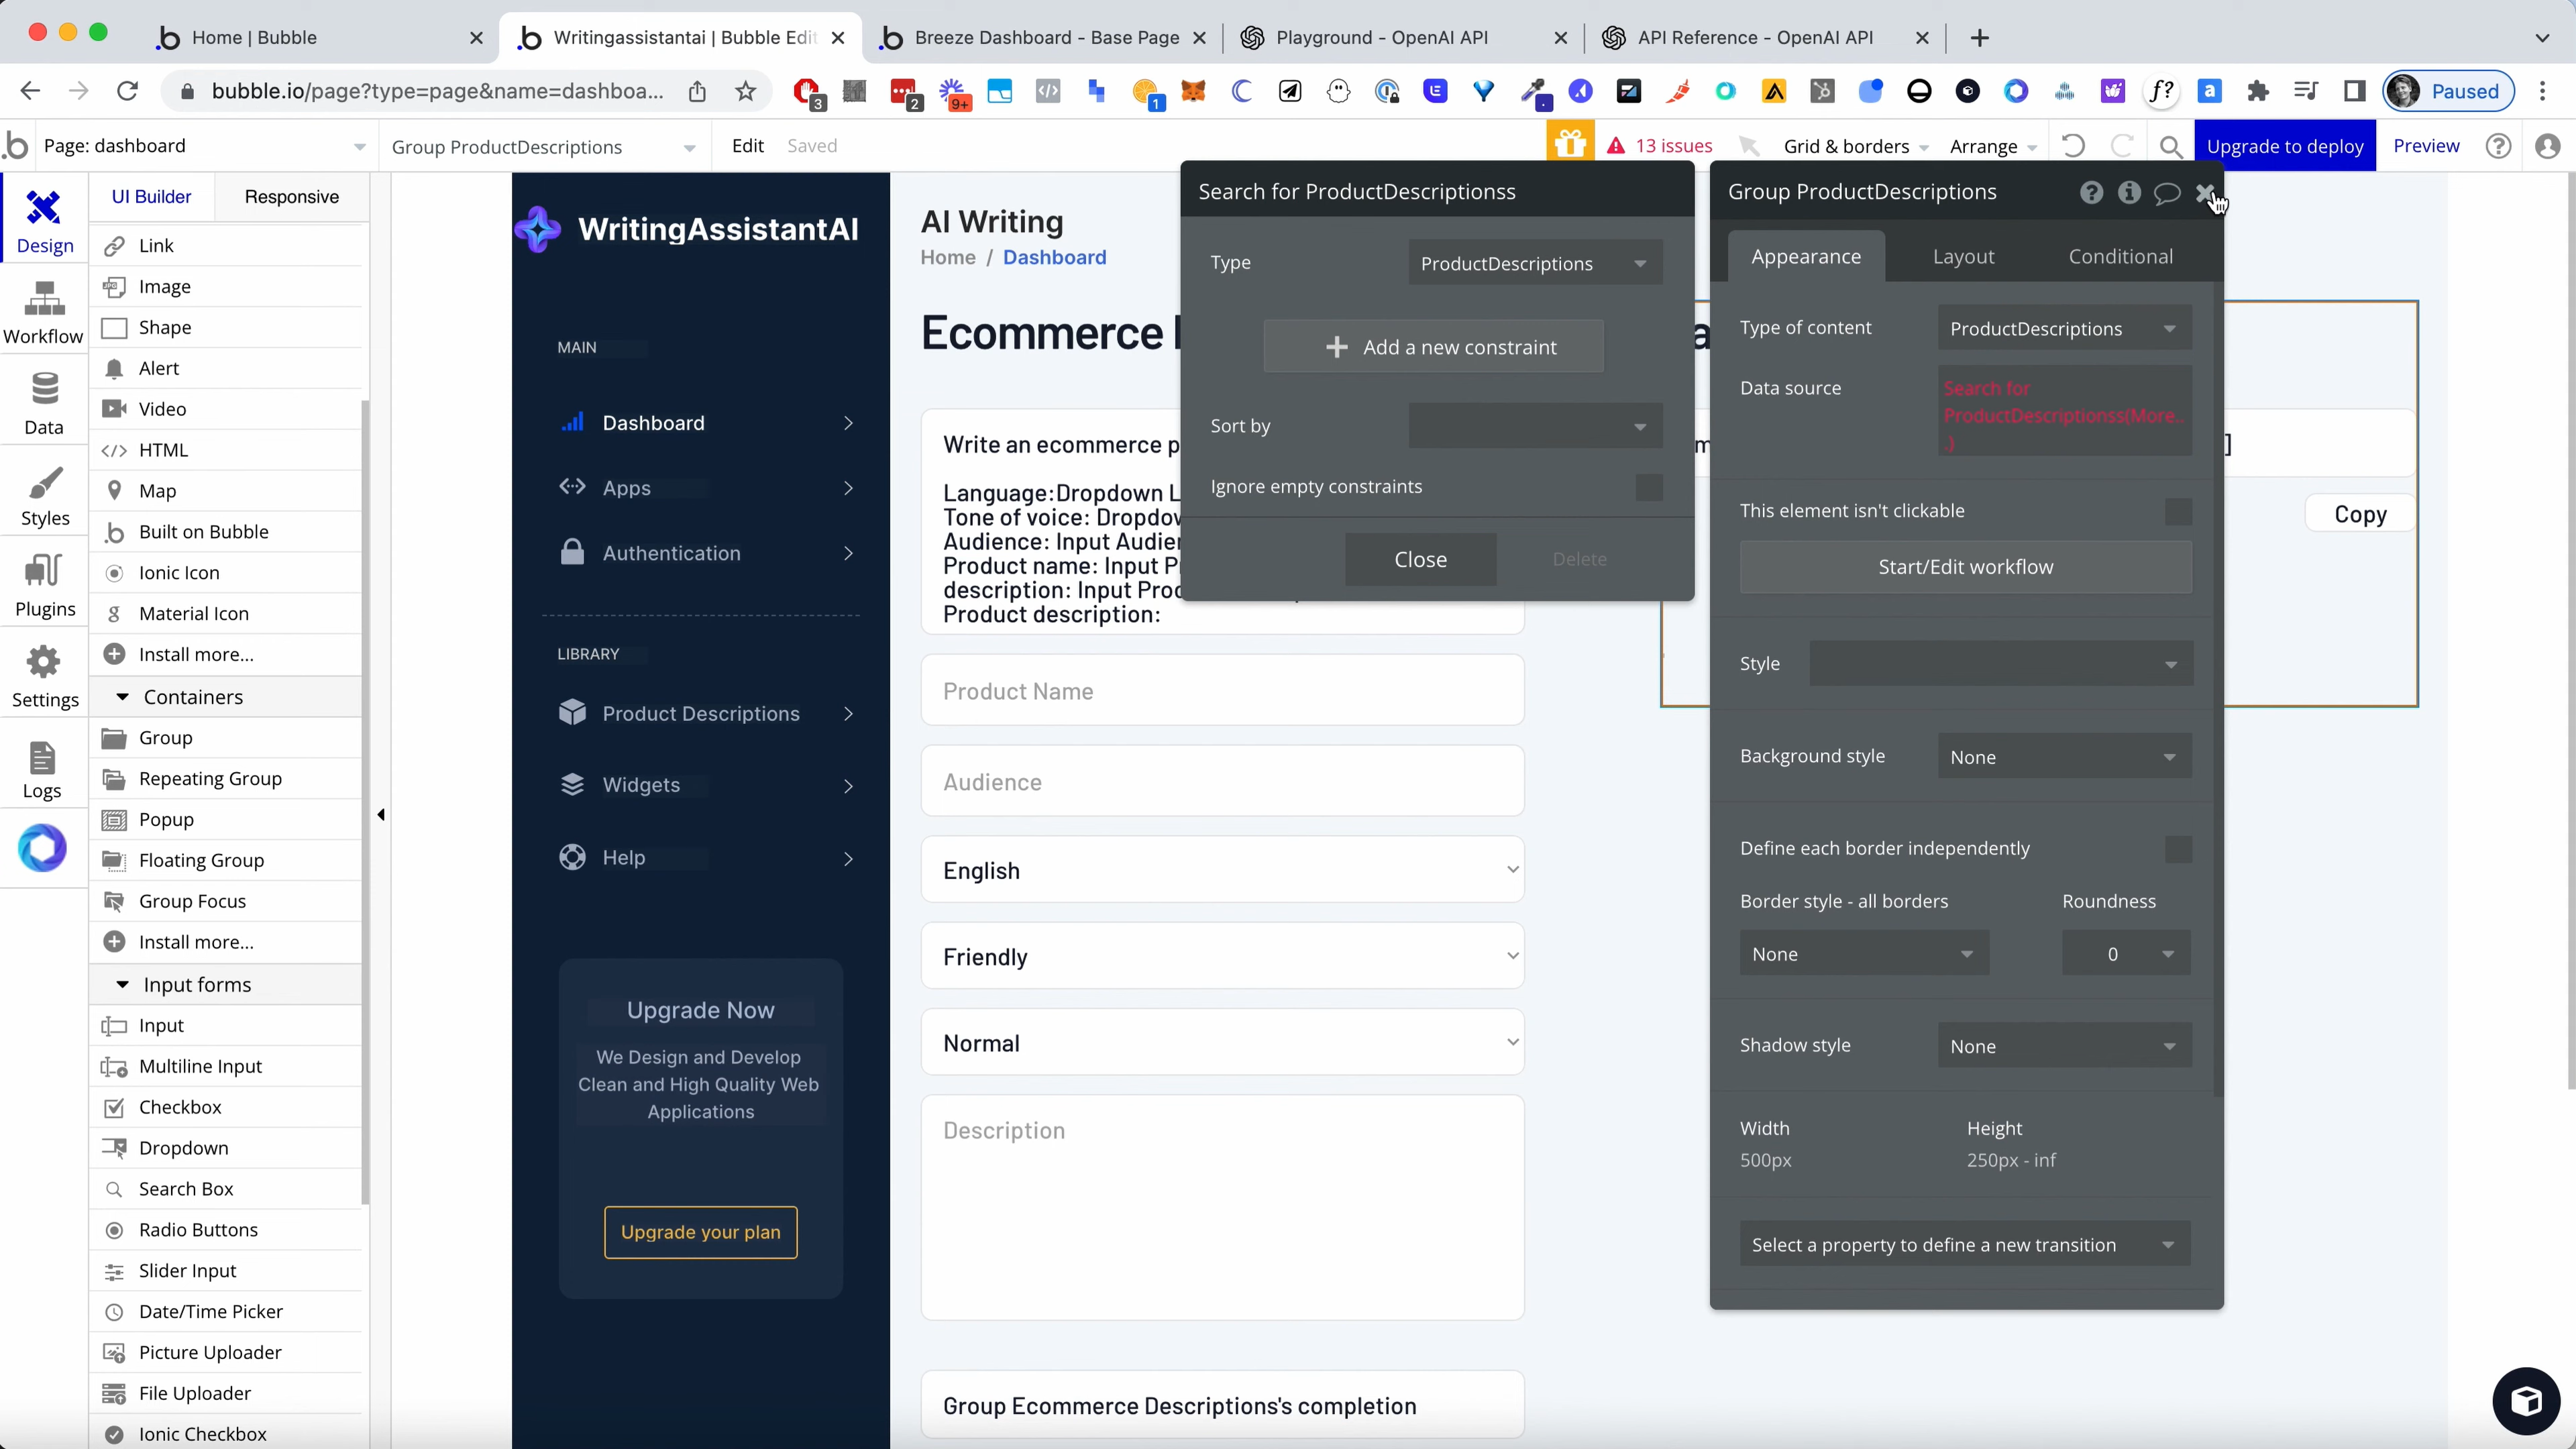 Home | Bubble
Writingassistantai | Bubble Edit
Breeze Dashboard - Base Page
Playground - OpenAI API
API Reference - OpenAI API
bubble.io/page?type=page&name=dashboa...
3
2
9+
1
f?
a
Paused
Page: dashboard
Group ProductDescriptions
Edit
Saved
13 issues
Grid & borders
Arrange
Upgrade to deploy
Preview
Design
Workflow
Data
Styles
Plugins
Settings
Logs
UI Builder
Responsive
Link
Image
Shape
Alert
Video
HTML
Map
Built on Bubble
Ionic Icon
Material Icon
Install more...
Containers
Group
Repeating Group
Popup
Floating Group
Group Focus
Install more...
Input forms
Input
Multiline Input
Checkbox
Dropdown
Search Box
Radio Buttons
Slider Input
Date/Time Picker
Picture Uploader
File Uploader
Ionic Checkbox
WritingAssistantAI
MAIN
Dashboard
Apps
Authentication
LIBRARY
Product Descriptions
Widgets
Help
Upgrade Now
We Design and Develop
Clean and High Quality Web
Applications
Upgrade your plan
AI Writing
Home / Dashboard
Ecommerce
Write an ecommerce p
Language:Dropdown L
Tone of voice: Dropdov
Audience: Input Audier
Product name: Input P
description: Input Proc
Product description:
Product Name
Audience
English
Friendly
Normal
Description
Group Ecommerce Descriptions's completion
Copy
Search for ProductDescriptionss
Type
ProductDescriptions
Add a new constraint
Sort by
Ignore empty constraints
Close
Delete
Group ProductDescriptions
Appearance
Layout
Conditional
Type of content
ProductDescriptions
Data source
Search for
ProductDescriptionss(More..
.)
This element isn't clickable
Start/Edit workflow
Style
Background style
None
Define each border independently
Border style - all borders
Roundness
None
0
Shadow style
None
Width
Height
500px
250px - inf
Select a property to define a new transition